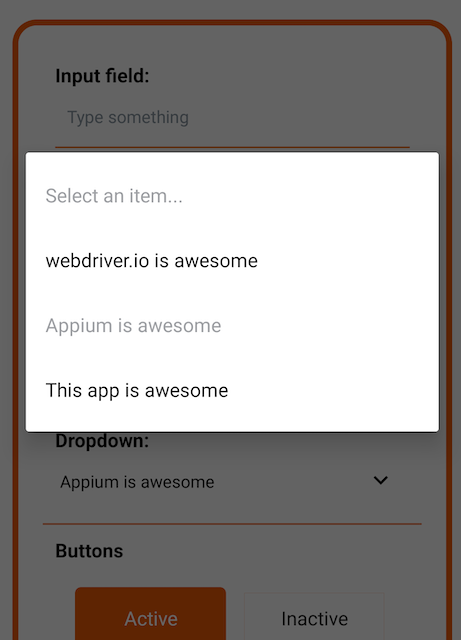 Input field:
Type something
Select an item...
webdriver.io is awesome
Appium is awesome
This app is awesome
Dropdown:
Appium is awesome
Buttons
Active
Inactive